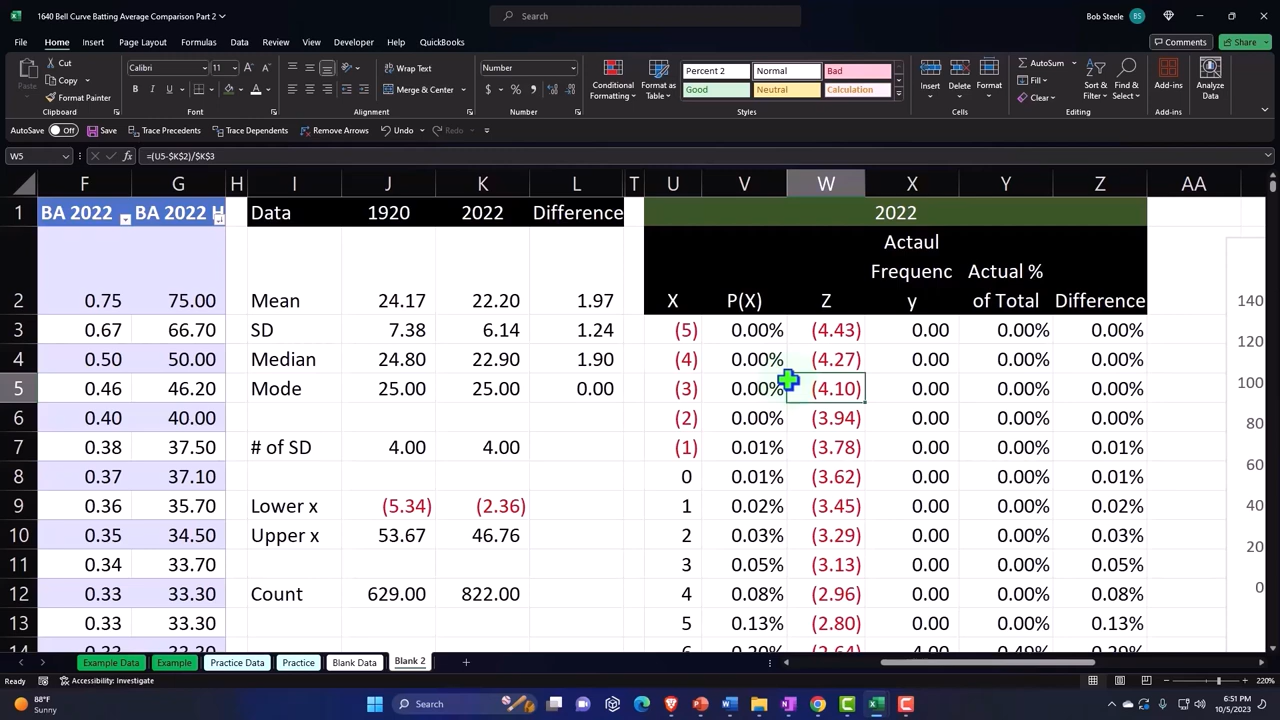 1640 Bell Curve Batting Average Comparison Part 2
Search
Bob Steele
BS
File Home Insert Page Layout Formulas Data Review View Developer Help QuickBooks
Comments
Share
Cut
Copy
Paste
Format Painter
Calibri 11
Wrap Text
Merge & Center
Number
Conditional Formatting
Format as Table
Percent 2 Normal Bad
Good Neutral Calculation
Insert Delete Format
AutoSum
Fill
Clear
Sort & Filter
Find & Select
Add-ins
Analyze Data
Clipboard Font Alignment Number Styles Cells Editing Add-ins
AutoSave Off Save Trace Precedents Trace Dependents Remove Arrows Undo Redo
W5 fx =(U5-$K$2)/$K$3
F G H I J K L T U V W X Y Z AA
1 BA 2022 BA 2022 H Data 1920 2022 Difference 2022
Actaul
Frequenc Actual %
2 0.75 75.00 Mean 24.17 22.20 1.97 X P(X) Z y of Total Difference 140
3 0.67 66.70 SD 7.38 6.14 1.24 (5) 0.00% (4.43) 0.00 0.00% 0.00% 120
4 0.50 50.00 Median 24.80 22.90 1.90 (4) 0.00% (4.27) 0.00 0.00% 0.00%
5 0.46 46.20 Mode 25.00 25.00 0.00 (3) 0.00% (4.10) 0.00 0.00% 0.00% 100
6 0.40 40.00 (2) 0.00% (3.94) 0.00 0.00% 0.00% 80
7 0.38 37.50 # of SD 4.00 4.00 (1) 0.01% (3.78) 0.00 0.00% 0.01% 60
8 0.37 37.10 0 0.01% (3.62) 0.00 0.00% 0.01%
9 0.36 35.70 Lower x (5.34) (2.36) 1 0.02% (3.45) 0.00 0.00% 0.02% 40
10 0.35 34.50 Upper x 53.67 46.76 2 0.03% (3.29) 0.00 0.00% 0.03% 20
11 0.34 33.70 3 0.05% (3.13) 0.00 0.00% 0.05% 0
12 0.33 33.30 Count 629.00 822.00 4 0.08% (2.96) 0.00 0.00% 0.08%
13 0.33 33.30 5 0.13% (2.80) 0.00 0.00% 0.13%
Example Data Example Practice Data Practice Blank Data Blank 2
Ready Accessibility: Investigate 220%
88°F
Sunny
Search
6:51 PM
10/5/2023